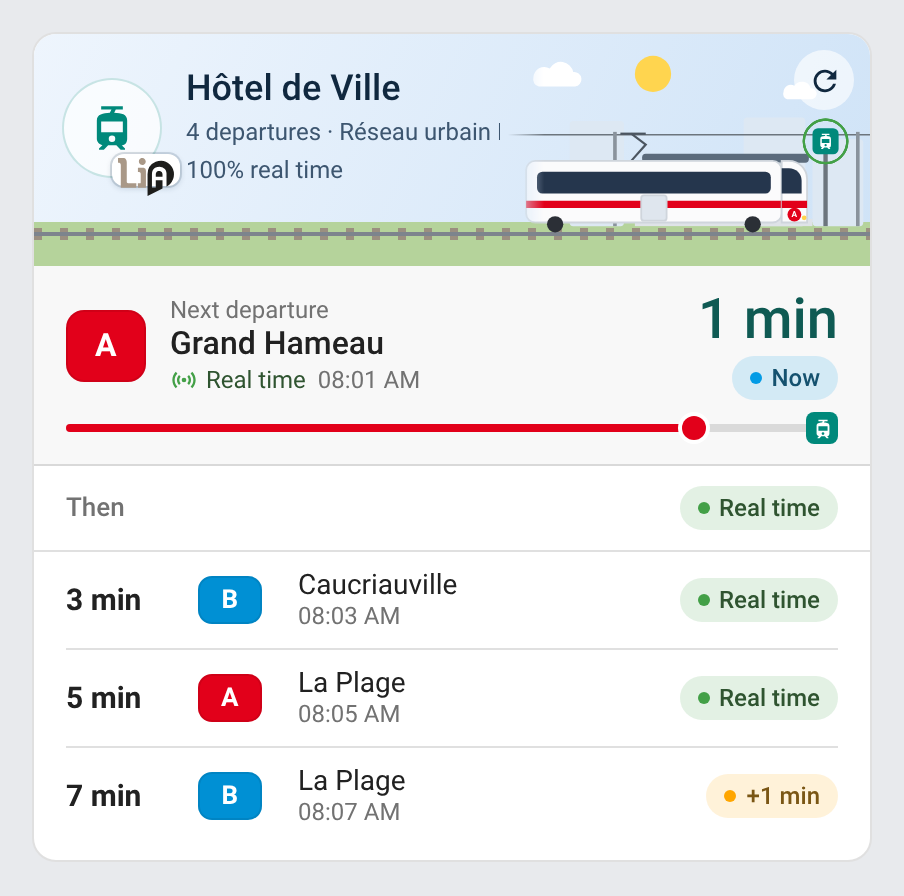 Hôtel de Ville
4 departures · Réseau urbain
100% real time
LiA
A
A
Next departure
Grand Hameau
Real time 08:01 AM
1 min
Now
Then
Real time
3 min
B
Caucriauville
08:03 AM
Real time
5 min
A
La Plage
08:05 AM
Real time
7 min
B
La Plage
08:07 AM
+1 min